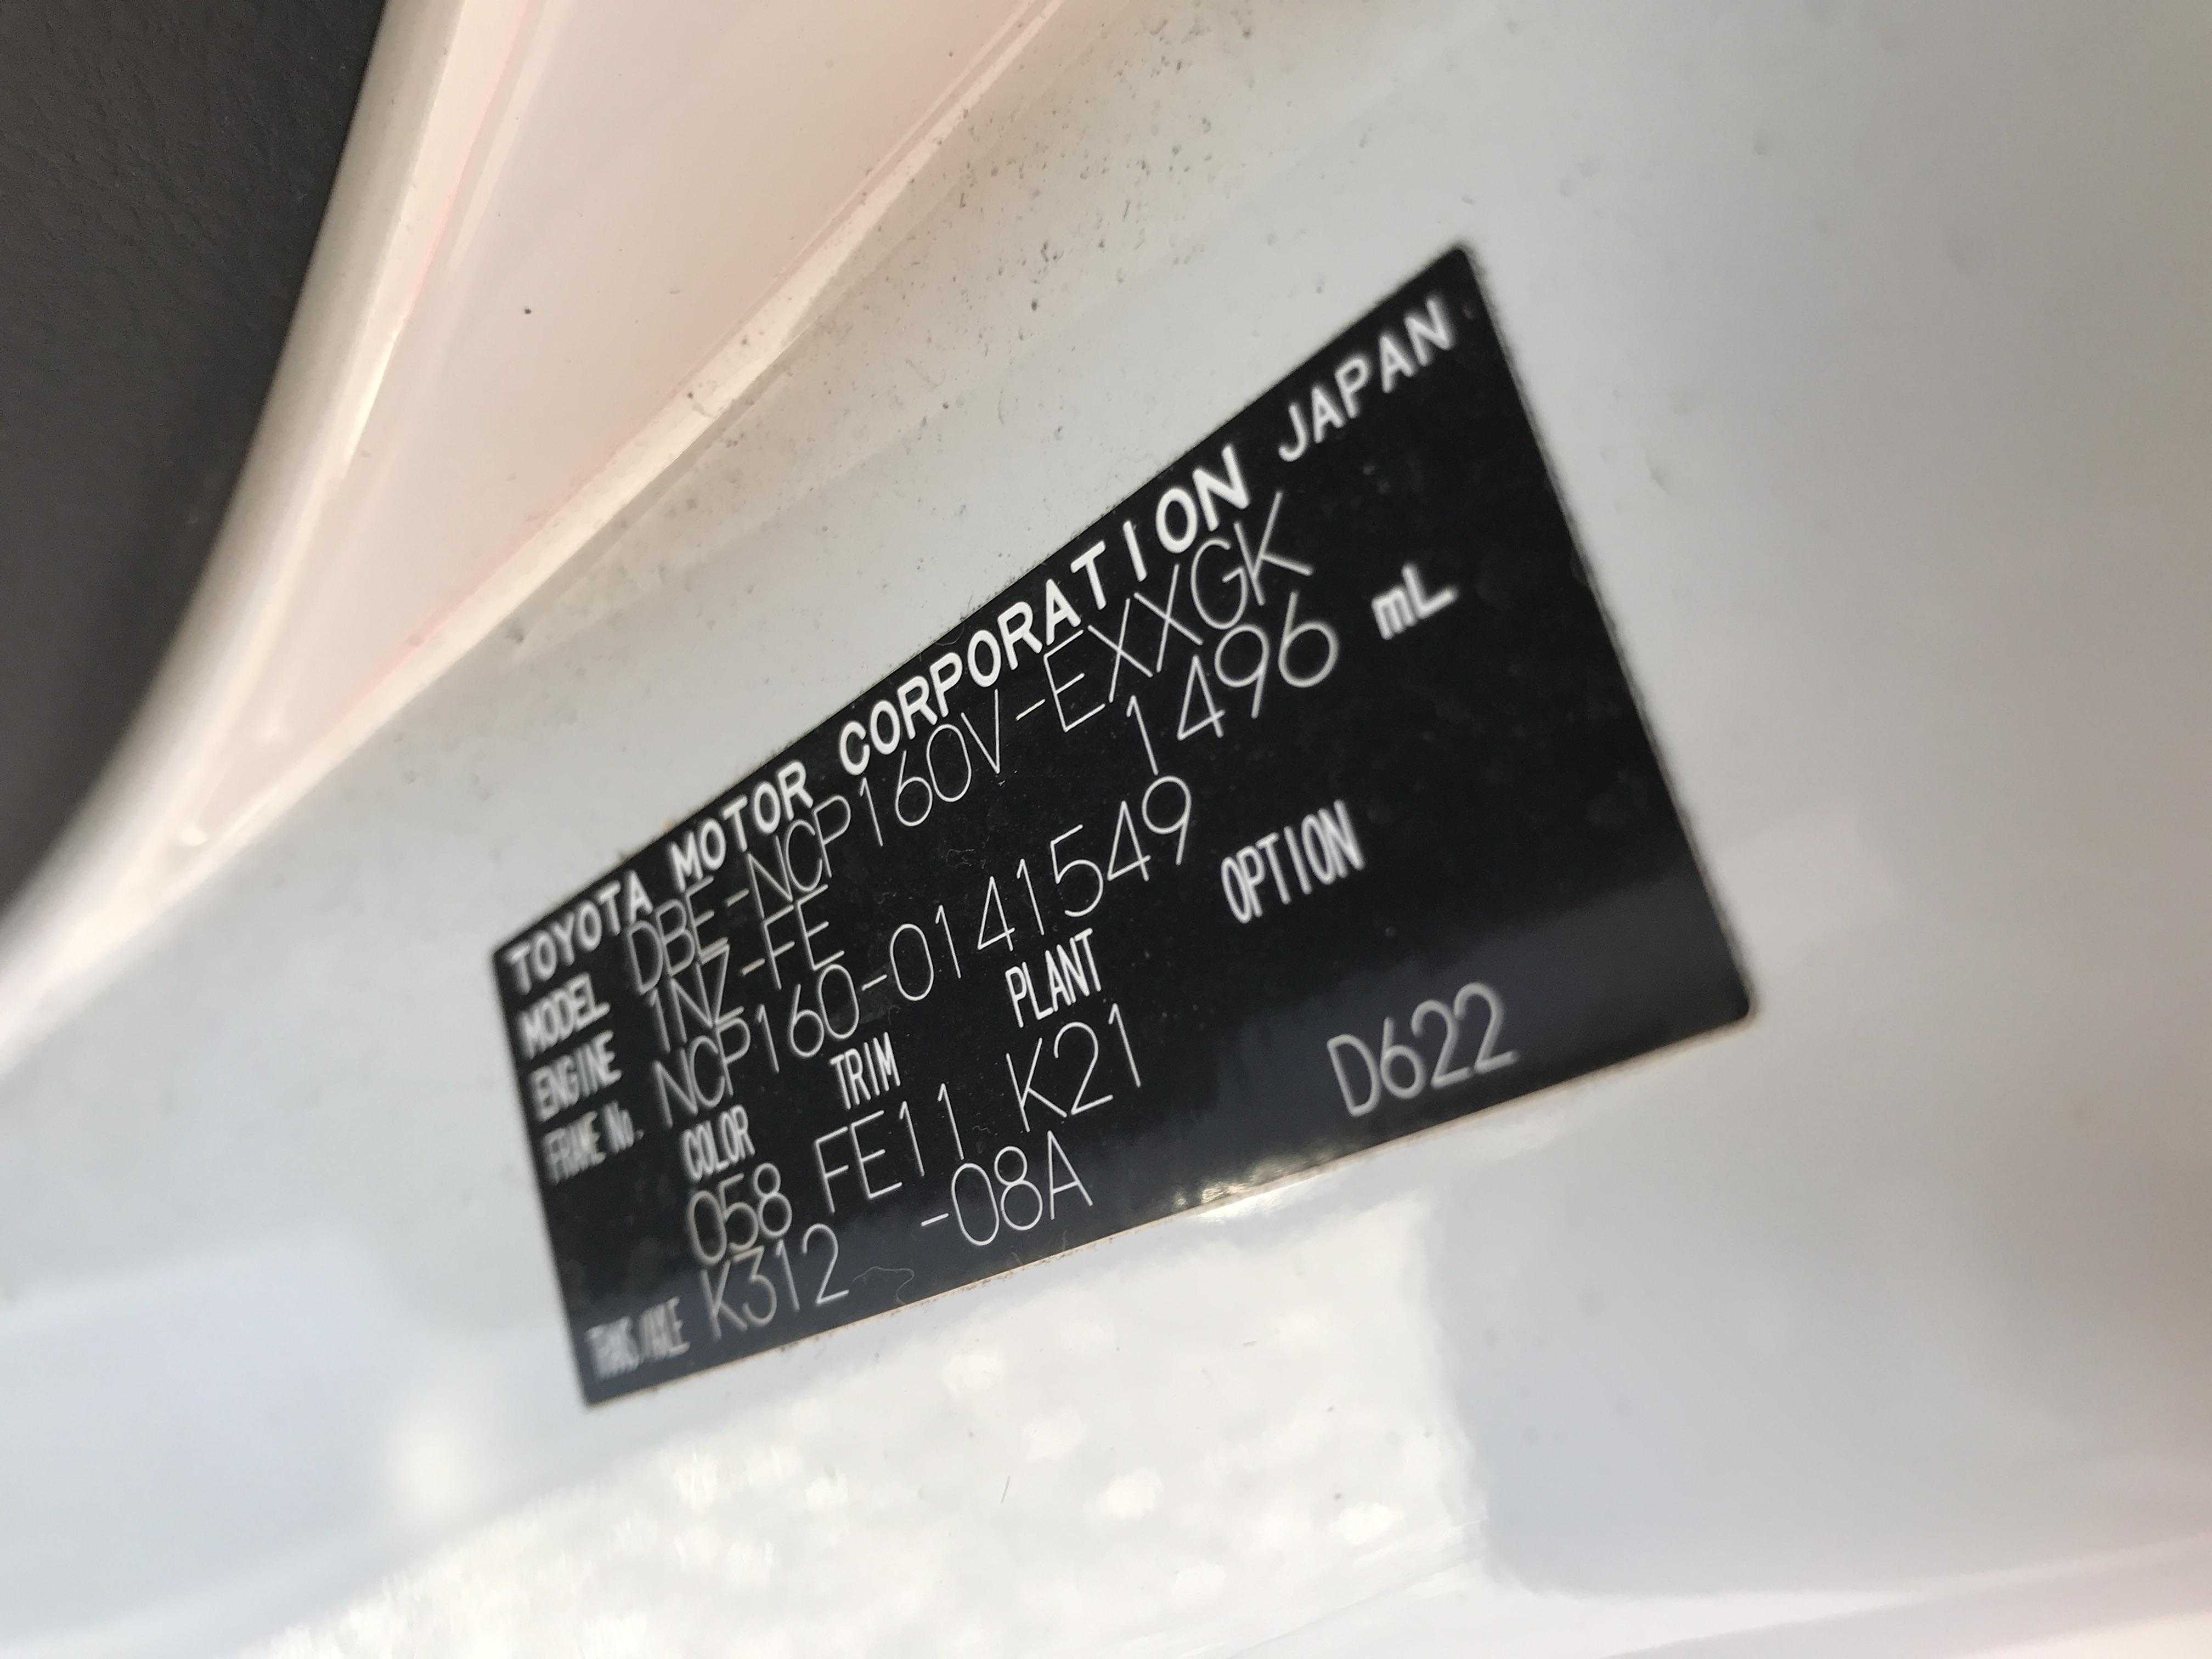 TOYOTA MOTOR CORPORATION JAPAN
MODEL DBE-NCP160V-EXXGK
ENGINE 1NZ-FE 1496 mL
FRAME No. NCP160-0141549
COLOR TRIM PLANT OPTION
058 FE11 K21 D622
TRANS/AXLE K312 -08A